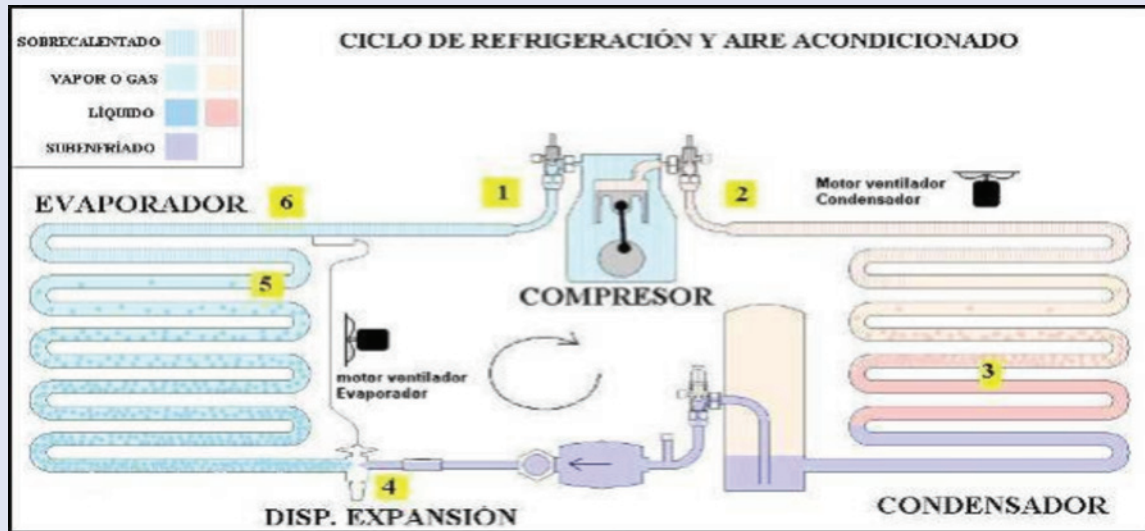 CICLO DE REFRIGERACIÓN Y AIRE ACONDICIONADO
SOBRECALENTADO
VAPOR O GAS
LÍQUIDO
SUBENFRÍADO
EVAPORADOR
6
1
2
Motor ventilador
Condensador
5
COMPRESOR
3
motor ventilador
Evaporador
4
DISP. EXPANSIÓN
CONDENSADOR